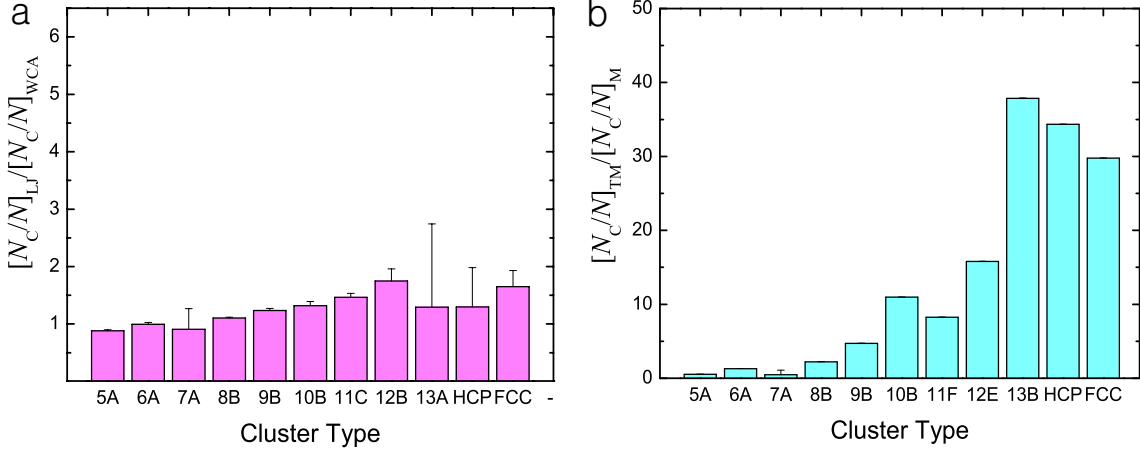 a
[N_C/N]_LJ/[N_C/N]_WCA
6
5
4
3
2
1
5A 6A 7A 8B 9B 10B 11C 12B 13A HCP FCC -
Cluster Type
b
[N_C/N]_TM/[N_C/N]_M
50
40
30
20
10
0
5A 6A 7A 8B 9B 10B 11F 12E 13B HCP FCC
Cluster Type